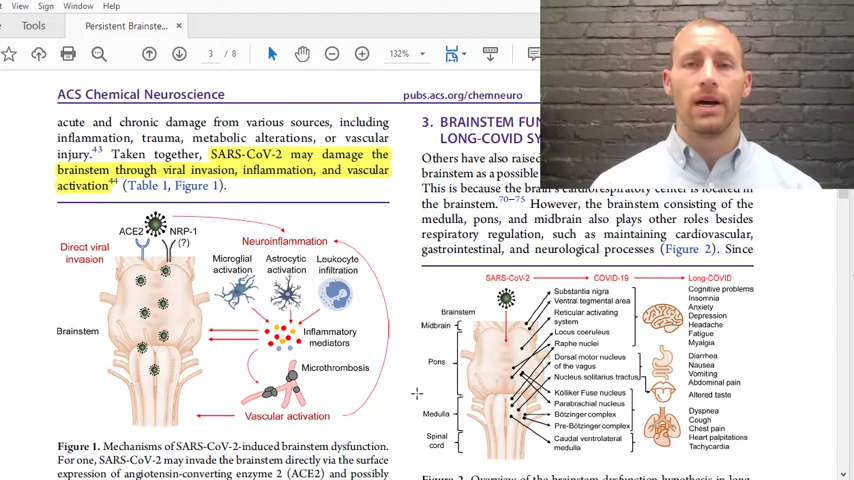 Sign
Window
Help
Tools
Persistent Brainste... ×
3 / 8
132%
ACS Chemical Neuroscience
pubs.acs.org/chemneuro
acute and chronic damage from various sources, including
inflammation, trauma, metabolic alterations, or vascular
injury.43 Taken together, SARS-CoV-2 may damage the
brainstem through viral invasion, inflammation, and vascular
activation44 (Table 1, Figure 1).
ACE2
NRP-1
(?)
Direct viral
invasion
Neuroinflammation
Microglial
activation
Astrocytic
activation
Leukocyte
infiltration
Brainstem
Inflammatory
mediators
Microthrombosis
Vascular activation
Figure 1. Mechanisms of SARS-CoV-2-induced brainstem dysfunction.
For one, SARS-CoV-2 may invade the brainstem directly via the surface
expression of angiotensin-converting enzyme 2 (ACE2) and possibly
3. BRAINSTEM FUN
LONG-COVID SY
Others have also raised
brainstem as a possible
This is because the brain's cardiorespiratory center is located in
the brainstem.70−75 However, the brainstem consisting of the
medulla, pons, and midbrain also plays other roles besides
respiratory regulation, such as maintaining cardiovascular,
gastrointestinal, and neurological processes (Figure 2). Since
SARS-CoV-2
COVID-19
Long-COVID
Brainstem
Midbrain
Pons
Medulla
Spinal
cord
Substantia nigra
Ventral tegmental area
Reticular activating
system
Locus coeruleus
Raphe nuclei
Dorsal motor nucleus
of the vagus
Nucleus solitarius tractus
Kölliker Fuse nucleus
Parabrachial nucleus
Bötzinger complex
Pre-Bötzinger complex
Caudal ventrolateral
medulla
Cognitive problems
Insomnia
Anxiety
Depression
Headache
Fatigue
Myalgia
Diarrhea
Nausea
Vomiting
Abdominal pain
Altered taste
Dyspnea
Cough
Chest pain
Heart palpitations
Tachycardia
Figure 2. Overview of the brainstem dysfunction hypothesis in long-